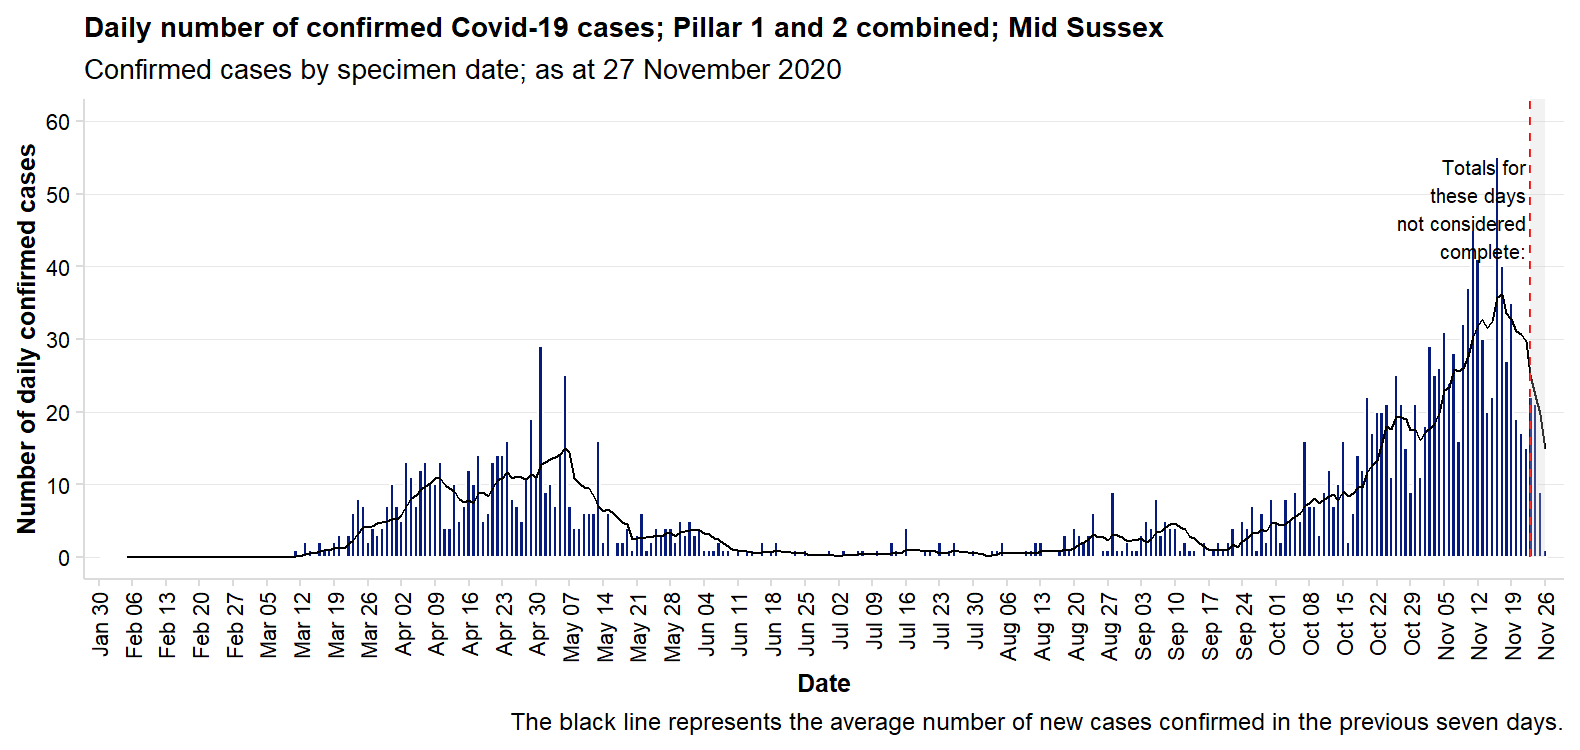 Daily number of confirmed Covid-19 cases; Pillar 1 and 2 combined; Mid Sussex
Confirmed cases by specimen date; as at 27 November 2020
Number of daily confirmed cases
60
50
40
30
20
10
0
Totals for
these days
not considered
complete:
Jan 30
Feb 06
Feb 13
Feb 20
Feb 27
Mar 05
Mar 12
Mar 19
Mar 26
Apr 02
Apr 09
Apr 16
Apr 23
Apr 30
May 07
May 14
May 21
May 28
Jun 04
Jun 11
Jun 18
Jun 25
Jul 02
Jul 09
Jul 16
Jul 23
Jul 30
Aug 06
Aug 13
Aug 20
Aug 27
Sep 03
Sep 10
Sep 17
Sep 24
Oct 01
Oct 08
Oct 15
Oct 22
Oct 29
Nov 05
Nov 12
Nov 19
Nov 26
Date
The black line represents the average number of new cases confirmed in the previous seven days.